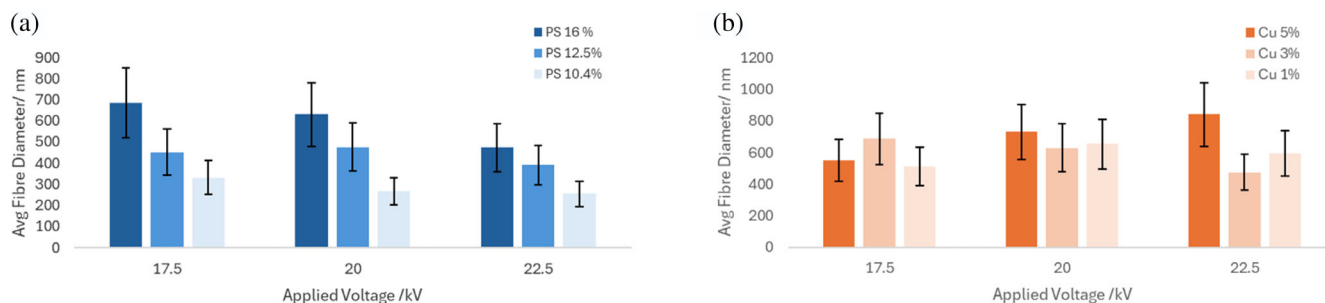 (a)
PS 16 %
PS 12.5%
PS 10.4%
Avg Fibre Diameter/ nm
900
800
700
600
500
400
300
200
100
0
17.5 20 22.5
Applied Voltage /kV
(b)
Cu 5%
Cu 3%
Cu 1%
Avg Fibre Diameter/ nm
1200
1000
800
600
400
200
0
17.5 20 22.5
Applied Voltage /kV